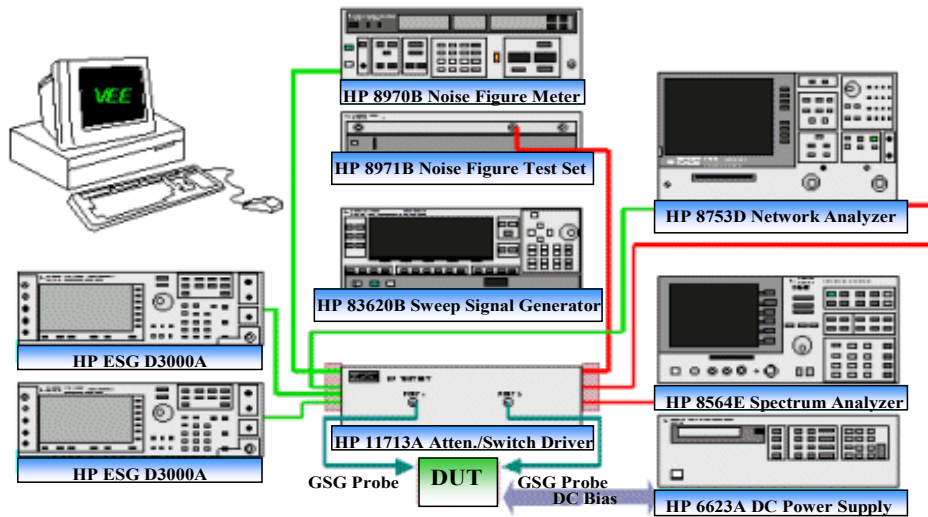 VEE
HP 8970B Noise Figure Meter
HP 8971B Noise Figure Test Set
HP 8753D Network Analyzer
HP 83620B Sweep Signal Generator
HP ESG D3000A
HP 8564E Spectrum Analyzer
HP ESG D3000A
HP 11713A Atten./Switch Driver
GSG Probe
DUT
GSG Probe
DC Bias
HP 6623A DC Power Supply